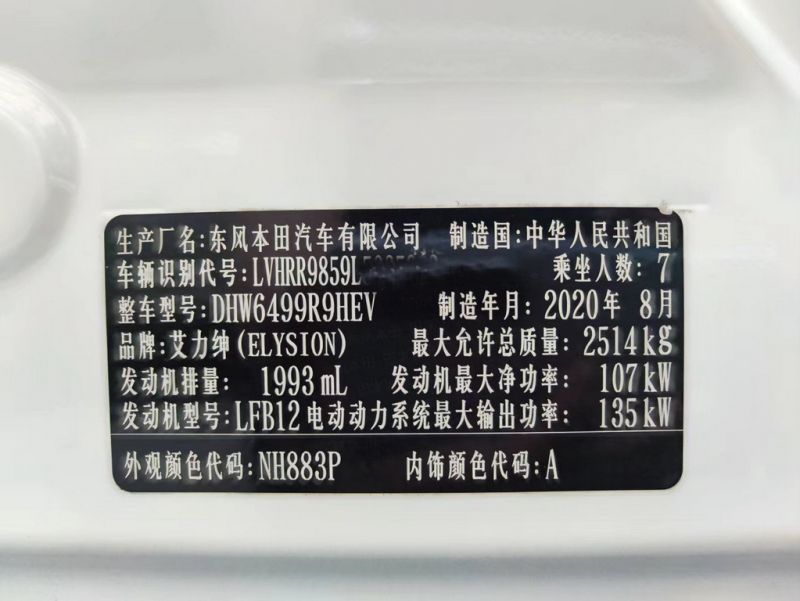 生产厂名:东风本田汽车有限公司 制造国:中华人民共和国
车辆识别代号:LVHRR9859L 乘坐人数:7
整车型号:DHW6499R9HEV 制造年月:2020年 8月
品牌:艾力绅(ELYSION) 最大允许总质量:2514kg
发动机排量: 1993mL 发动机最大净功率: 107kW
发动机型号:LFB12 电动动力系统最大输出功率: 135kW
外观颜色代码:NH883P 内饰颜色代码:A